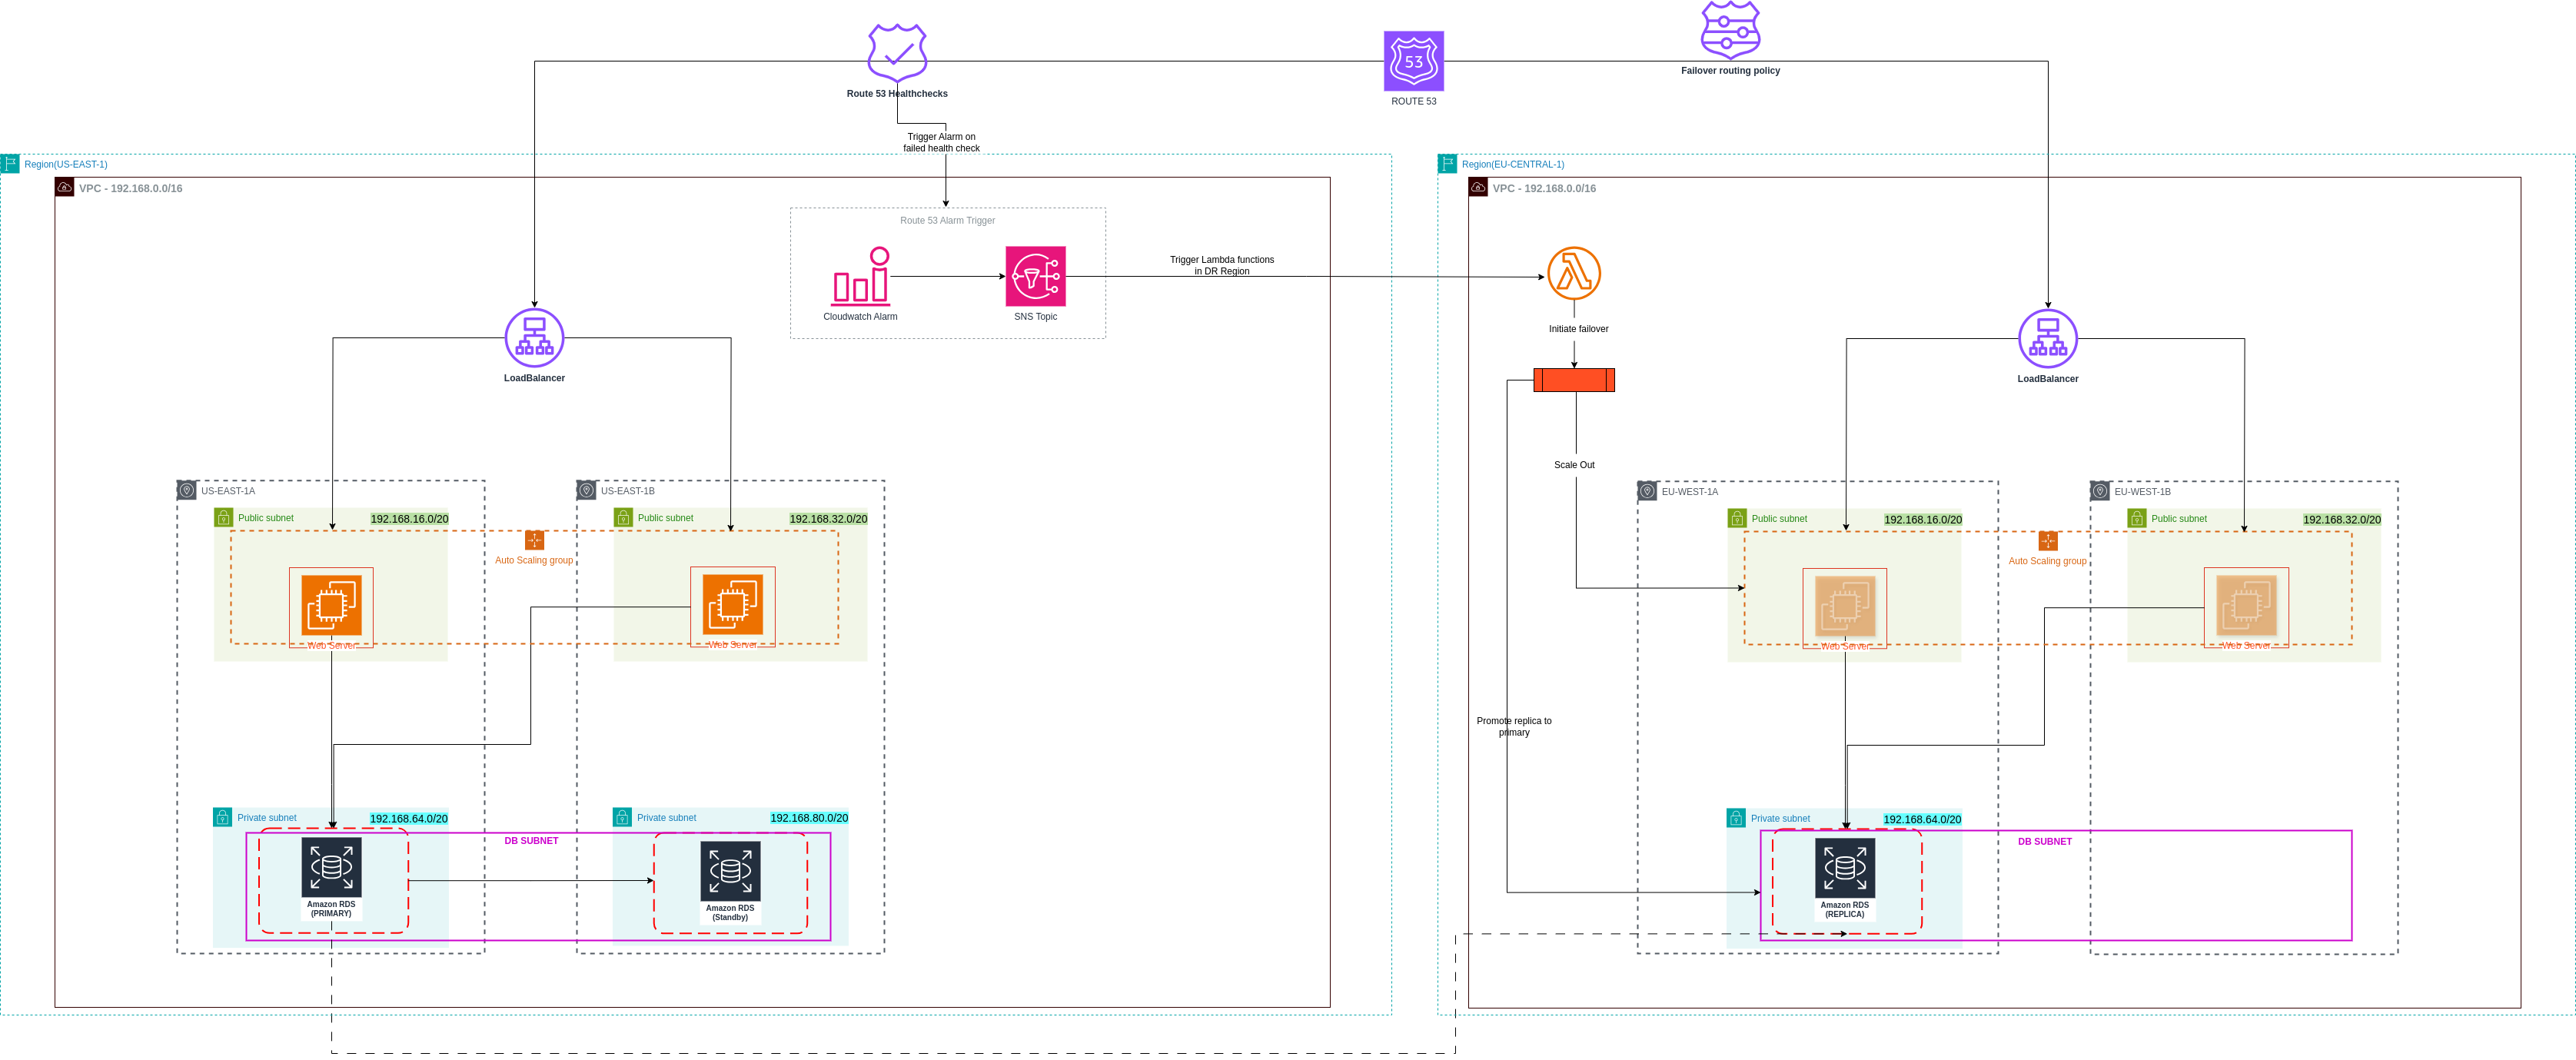 Failover routing policy
53
ROUTE 53
Route 53 Healthchecks
Trigger Alarm on
failed health check
Region(US-EAST-1)
VPC - 192.168.0.0/16
Route 53 Alarm Trigger
Cloudwatch Alarm
SNS Topic
Trigger Lambda functions
in DR Region
LoadBalancer
US-EAST-1A
Public subnet
192.168.16.0/20
US-EAST-1B
Public subnet
192.168.32.0/20
Auto Scaling group
Web Server
Web Server
Private subnet
192.168.64.0/20
Private subnet
192.168.80.0/20
DB SUBNET
Amazon RDS
(PRIMARY)
Amazon RDS
(Standby)
Region(EU-CENTRAL-1)
VPC - 192.168.0.0/16
Initiate failover
LoadBalancer
Scale Out
EU-WEST-1A
Public subnet
192.168.16.0/20
EU-WEST-1B
Public subnet
192.168.32.0/20
Auto Scaling group
Web Server
Web Server
Promote replica to
primary
Private subnet
192.168.64.0/20
DB SUBNET
Amazon RDS
(REPLICA)